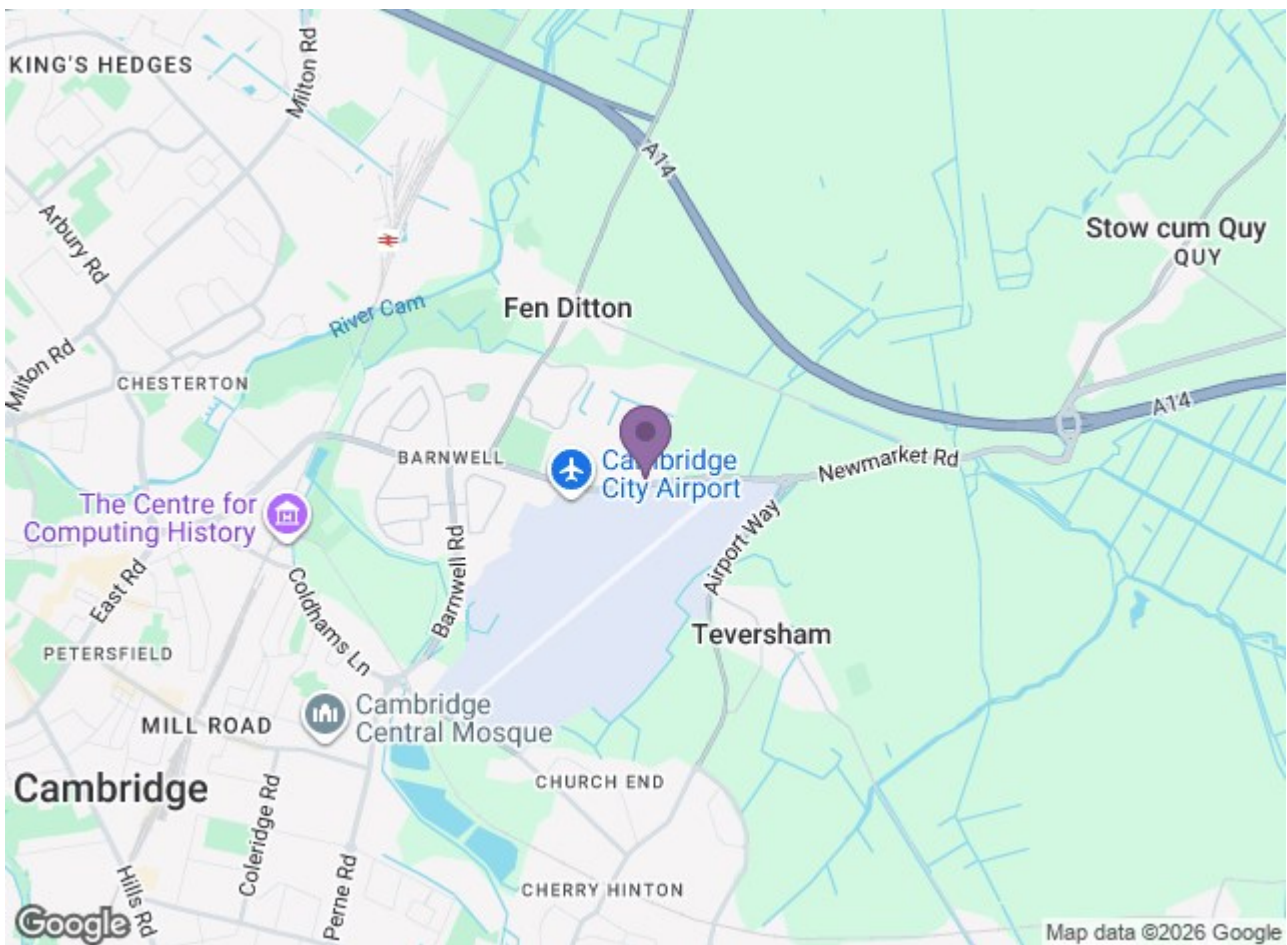 KING'S HEDGES
Milton Rd
A14
Arbury Rd
Stow cum Quy
QUY
River Cam
Fen Ditton
Milton Rd
CHESTERTON
A14
BARNWELL
Cambridge
City Airport
Newmarket Rd
The Centre for
Computing History
Airport Way
Barnwell Rd
East Rd
Coldhams Ln
Teversham
PETERSFIELD
Cambridge
Central Mosque
MILL ROAD
Cambridge
CHURCH END
Coleridge Rd
Hills Rd
Perne Rd
CHERRY HINTON
Google
Map data ©2026 Google